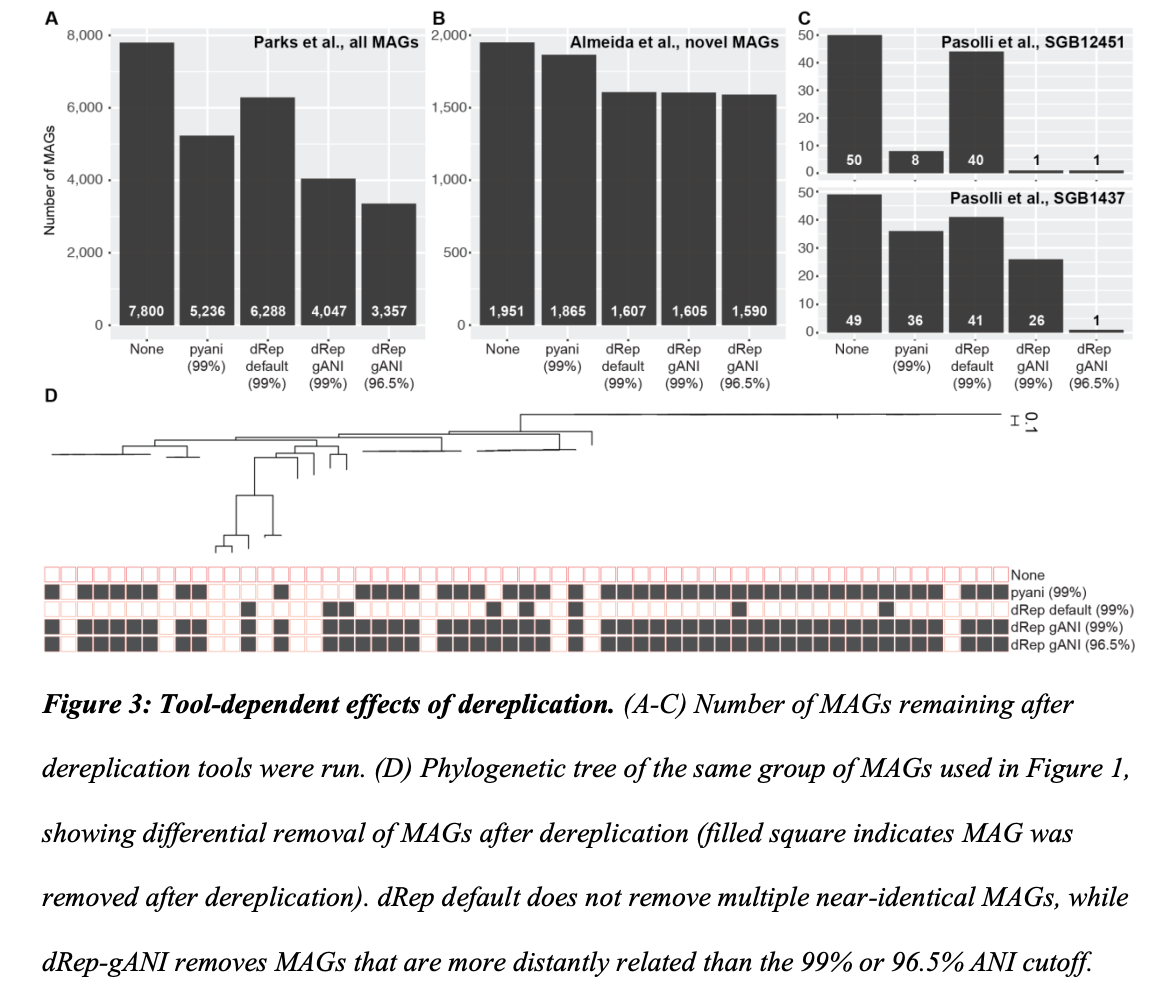 A
B
C
Number of MAGs
8,000
6,000
4,000
2,000
0
Parks et al., all MAGs
7,800 5,236 6,288 4,047 3,357
None pyani (99%) dRep default (99%) dRep gANI (99%) dRep gANI (96.5%)
2,000
1,500
1,000
500
0
Almeida et al., novel MAGs
1,951 1,865 1,607 1,605 1,590
None pyani (99%) dRep default (99%) dRep gANI (99%) dRep gANI (96.5%)
50
40
30
20
10
0
Pasolli et al., SGB12451
50 8 40 1 1
50
40
30
20
10
0
Pasolli et al., SGB1437
49 36 41 26 1
None pyani (99%) dRep default (99%) dRep gANI (99%) dRep gANI (96.5%)
D
0.1
None
pyani (99%)
dRep default (99%)
dRep gANI (99%)
dRep gANI (96.5%)
Figure 3: Tool-dependent effects of dereplication. (A-C) Number of MAGs remaining after
dereplication tools were run. (D) Phylogenetic tree of the same group of MAGs used in Figure 1,
showing differential removal of MAGs after dereplication (filled square indicates MAG was
removed after dereplication). dRep default does not remove multiple near-identical MAGs, while
dRep-gANI removes MAGs that are more distantly related than the 99% or 96.5% ANI cutoff.